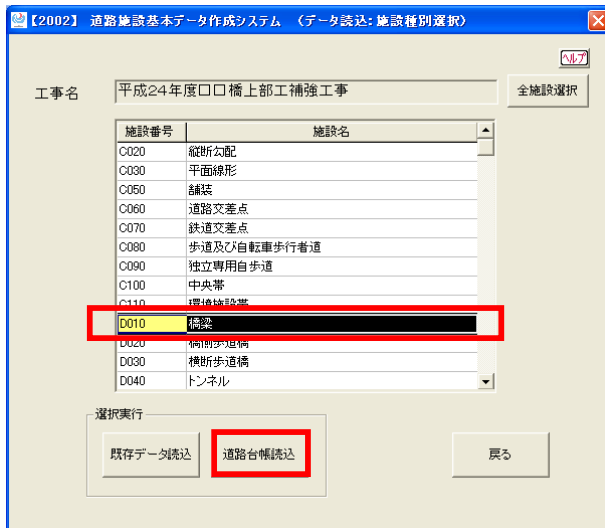 【2002】 道路施設基本データ作成システム （データ読込：施設種別選択）
ヘルプ
工事名 平成24年度口口橋上部工補強工事 全施設選択
施設番号 施設名
C020 縦断勾配
C030 平面線形
C050 舗装
C060 道路交差点
C070 鉄道交差点
C080 歩道及び自転車歩行者道
C090 独立専用自歩道
C100 中央帯
C110 環境施設帯
D010 橋梁
D020 橋側歩道橋
D030 横断歩道橋
D040 トンネル
選択実行
既存データ読込 道路台帳読込 戻る